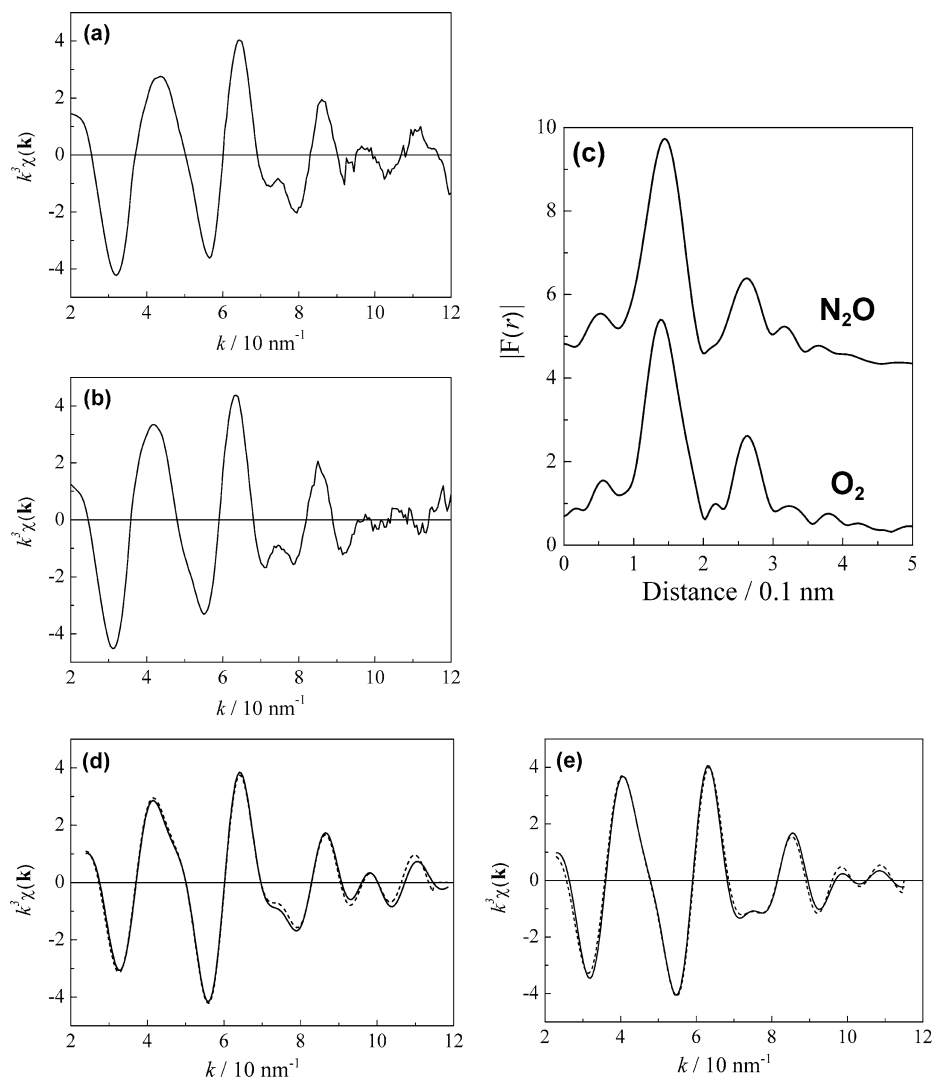 (a)
4
2
0
-2
-4
k³χ(k)
2 4 6 8 10 12
k / 10 nm⁻¹
(b)
4
2
0
-2
-4
k³χ(k)
2 4 6 8 10 12
k / 10 nm⁻¹
(c)
10
8
6
4
2
0
|F(r)|
N₂O
O₂
0 1 2 3 4 5
Distance / 0.1 nm
(d)
4
2
0
-2
-4
k³χ(k)
2 4 6 8 10 12
k / 10 nm⁻¹
(e)
4
2
0
-2
-4
k³χ(k)
2 4 6 8 10 12
k / 10 nm⁻¹